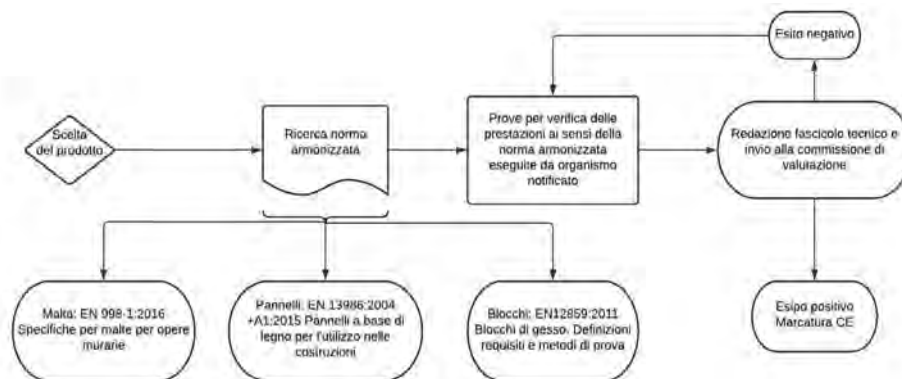 Esito negativo
Scelta
del prodotto
Ricerca norma
armonizzata
Prove per verifica delle
prestazioni ai sensi della
norma armonizzata
eseguite da organismo
notificato
Redazione fascicolo tecnico e
invio alla commissione di
valutazione
Malta: EN 998-1:2016
Specifiche per malte per opere
murarie
Pannelli: EN 13986:2004
+A1:2015 Pannelli a base di
legno per l'utilizzo nelle
costruzioni
Blocchi: EN12859:2011
Blocchi di gesso. Definizioni
requisiti e metodi di prova
Esipo positivo
Marcatura CE